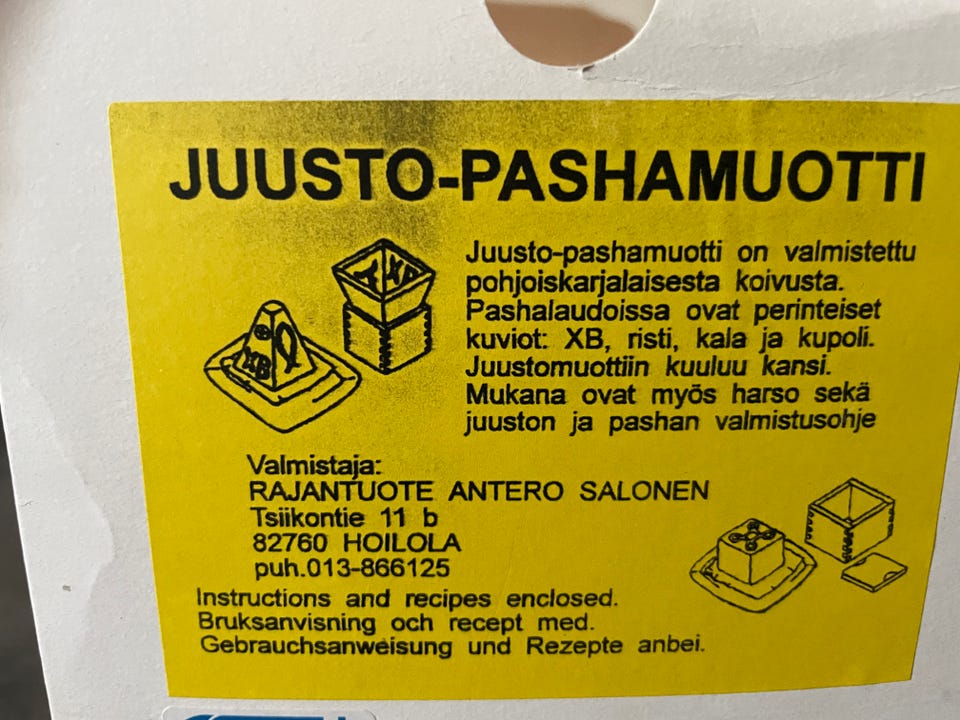 JUUSTO-PASHAMUOTTI
Juusto-pashamuotti on valmistettu
pohjoiskarjalaisesta koivusta.
Pashalaudoissa ovat perinteiset
kuviot: XB, risti, kala ja kupoli.
Juustomuottiin kuuluu kansi.
Mukana ovat myös harso sekä
juuston ja pashan valmistusohje
XB
XB
Valmistaja:
RAJANTUOTE ANTERO SALONEN
Tsiikontie 11 b
82760 HOILOLA
puh.013-866125
Instructions and recipes enclosed.
Bruksanvisning och recept med.
Gebrauchsanweisung und Rezepte anbei.